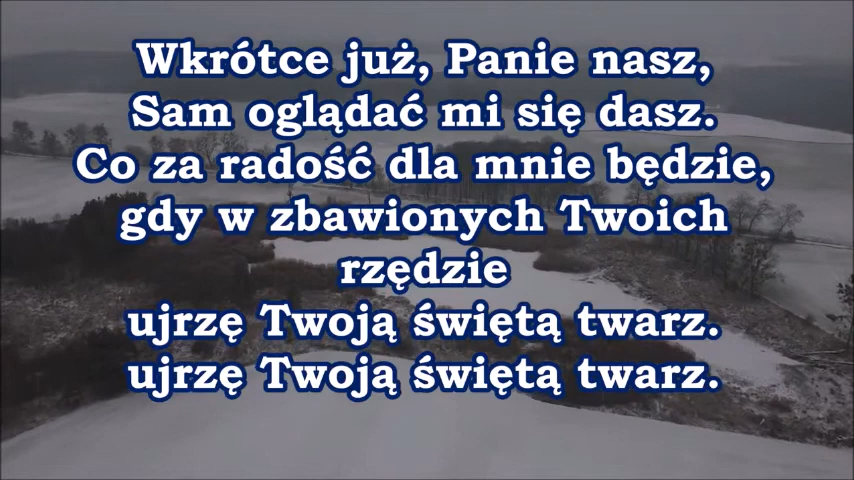 Wkrótce już, Panie nasz,
Sam oglądać mi się dasz.
Co za radość dla mnie będzie,
gdy w zbawionych Twoich
rzędzie
ujrzę Twoją świętą twarz.
ujrzę Twoją świętą twarz.